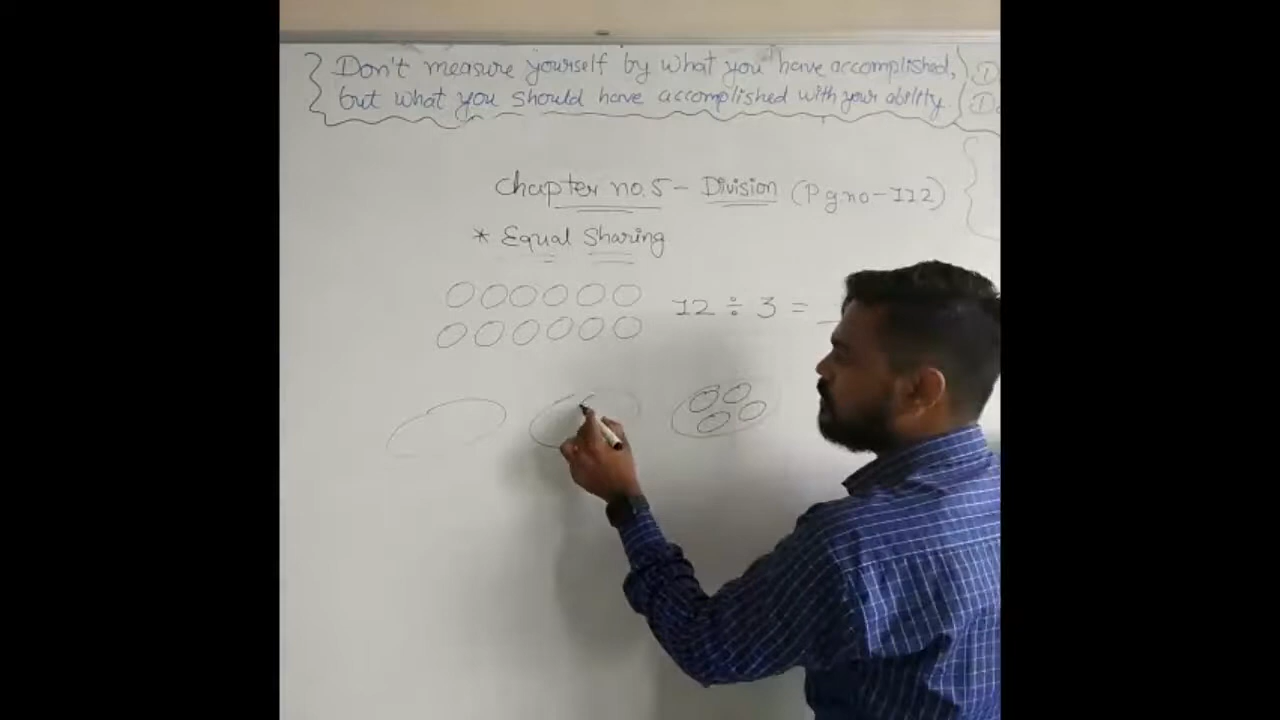 Don't measure yourself by what you have accomplished,
but what you should have accomplished with your ability.
Chapter no.5 - Division (Pg no - 112)
* Equal Sharing
12 ÷ 3 =